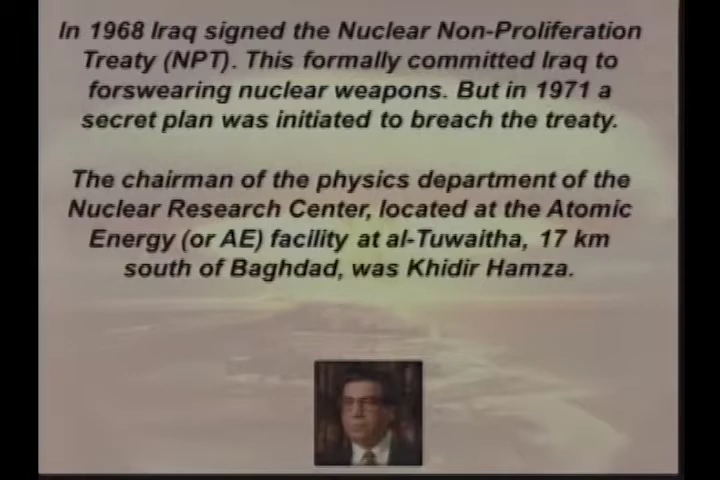 In 1968 Iraq signed the Nuclear Non-Proliferation
Treaty (NPT). This formally committed Iraq to
forswearing nuclear weapons. But in 1971 a
secret plan was initiated to breach the treaty.
The chairman of the physics department of the
Nuclear Research Center, located at the Atomic
Energy (or AE) facility at al-Tuwaitha, 17 km
south of Baghdad, was Khidir Hamza.